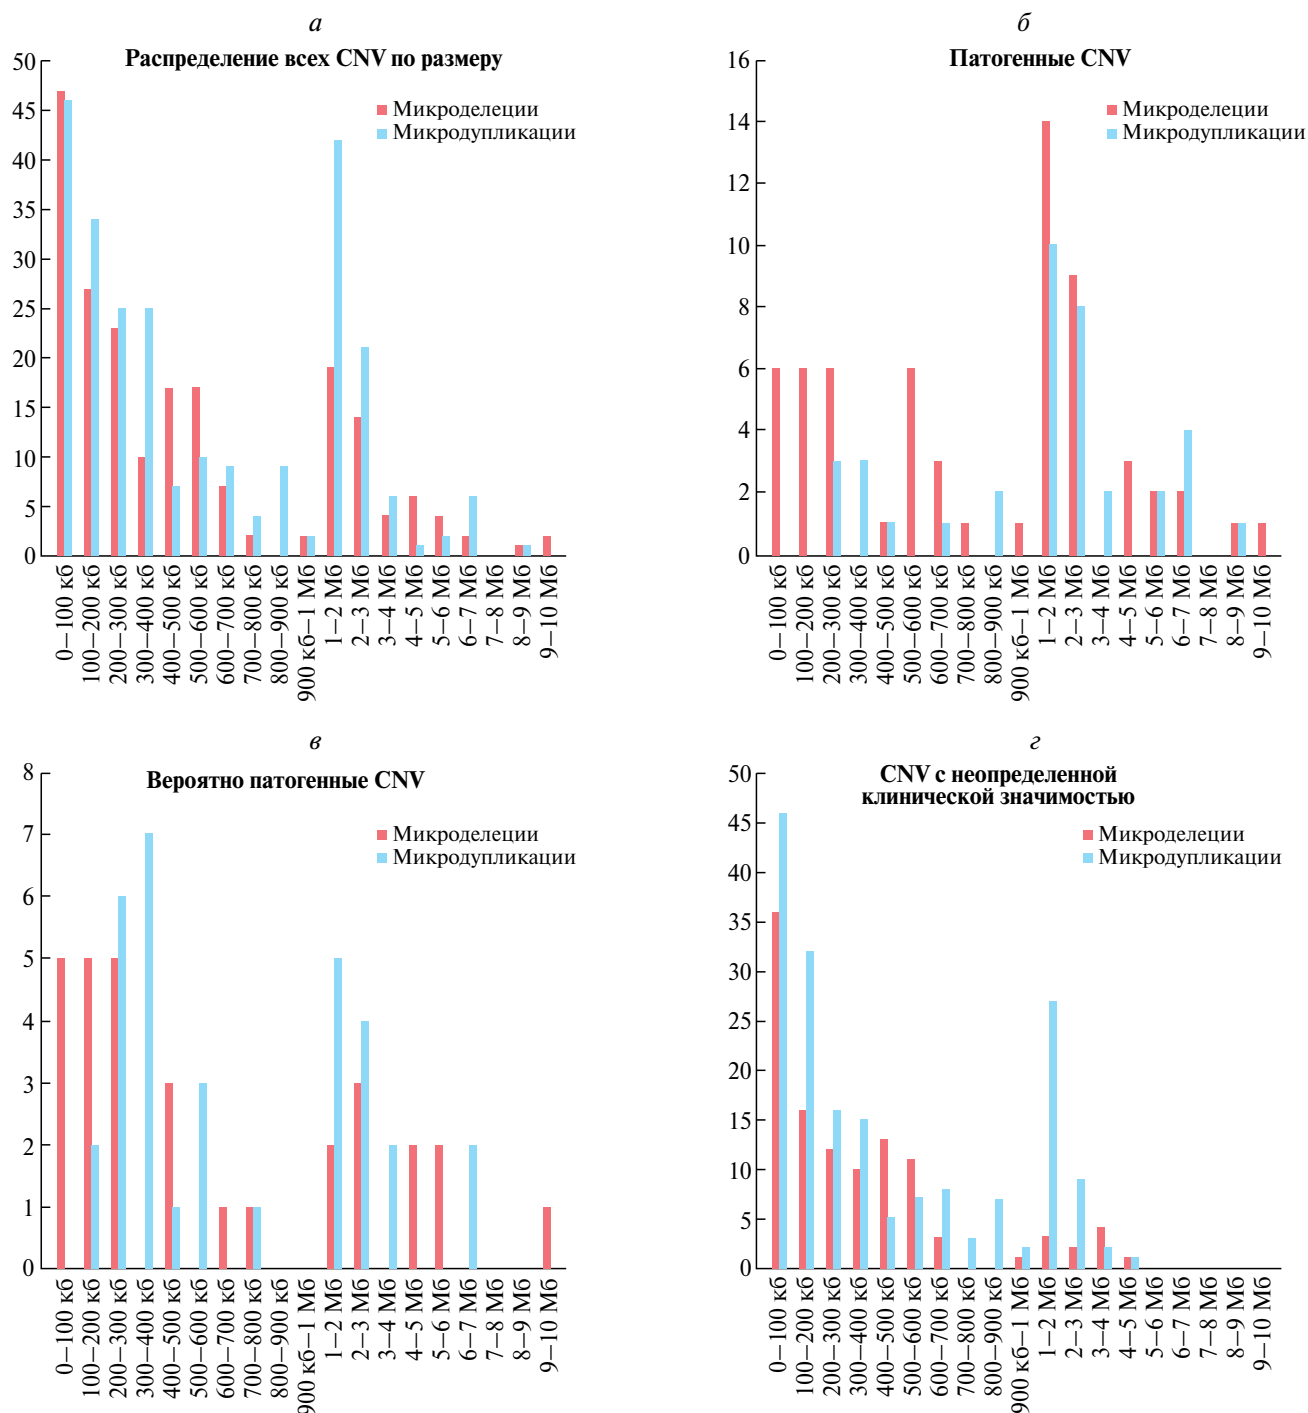 а
Распределение всех CNV по размеру
50
45
40
35
30
25
20
15
10
5
0
Микроделеции
Микродупликации
0–100 кб
100–200 кб
200–300 кб
300–400 кб
400–500 кб
500–600 кб
600–700 кб
700–800 кб
800–900 кб
900 кб–1 Мб
1–2 Мб
2–3 Мб
3–4 Мб
4–5 Мб
5–6 Мб
6–7 Мб
7–8 Мб
8–9 Мб
9–10 Мб
б
Патогенные CNV
16
14
12
10
8
6
4
2
0
Микроделеции
Микродупликации
0–100 кб
100–200 кб
200–300 кб
300–400 кб
400–500 кб
500–600 кб
600–700 кб
700–800 кб
800–900 кб
900 кб–1 Мб
1–2 Мб
2–3 Мб
3–4 Мб
4–5 Мб
5–6 Мб
6–7 Мб
7–8 Мб
8–9 Мб
9–10 Мб
в
Вероятно патогенные CNV
8
7
6
5
4
3
2
1
0
Микроделеции
Микродупликации
0–100 кб
100–200 кб
200–300 кб
300–400 кб
400–500 кб
500–600 кб
600–700 кб
700–800 кб
800–900 кб
900 кб–1 Мб
1–2 Мб
2–3 Мб
3–4 Мб
4–5 Мб
5–6 Мб
6–7 Мб
7–8 Мб
8–9 Мб
9–10 Мб
г
CNV с неопределенной
клинической значимостью
50
45
40
35
30
25
20
15
10
5
0
Микроделеции
Микродупликации
0–100 кб
100–200 кб
200–300 кб
300–400 кб
400–500 кб
500–600 кб
600–700 кб
700–800 кб
800–900 кб
900 кб–1 Мб
1–2 Мб
2–3 Мб
3–4 Мб
4–5 Мб
5–6 Мб
6–7 Мб
7–8 Мб
8–9 Мб
9–10 Мб